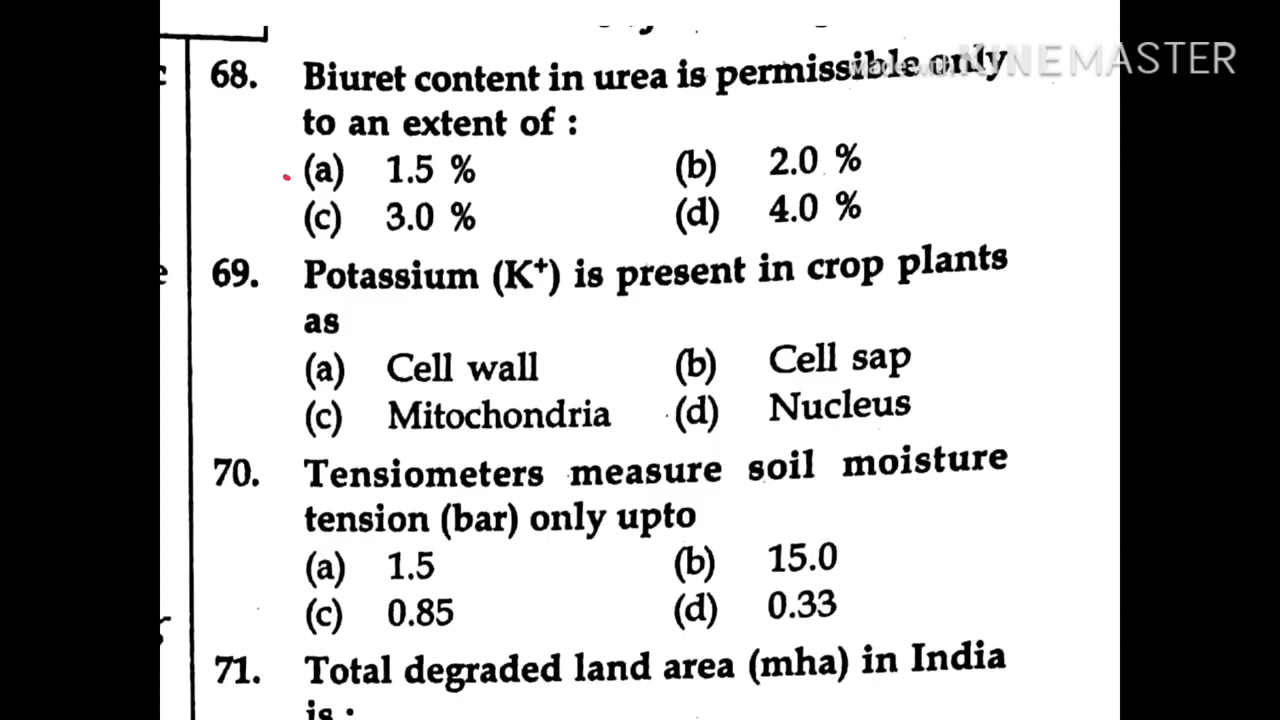 KINEMASTER
68. Biuret content in urea is permissible only
to an extent of :
(a) 1.5 % (b) 2.0 %
(c) 3.0 % (d) 4.0 %
69. Potassium (K⁺) is present in crop plants
as
(a) Cell wall (b) Cell sap
(c) Mitochondria (d) Nucleus
70. Tensiometers measure soil moisture
tension (bar) only upto
(a) 1.5 (b) 15.0
(c) 0.85 (d) 0.33
71. Total degraded land area (mha) in India
is :